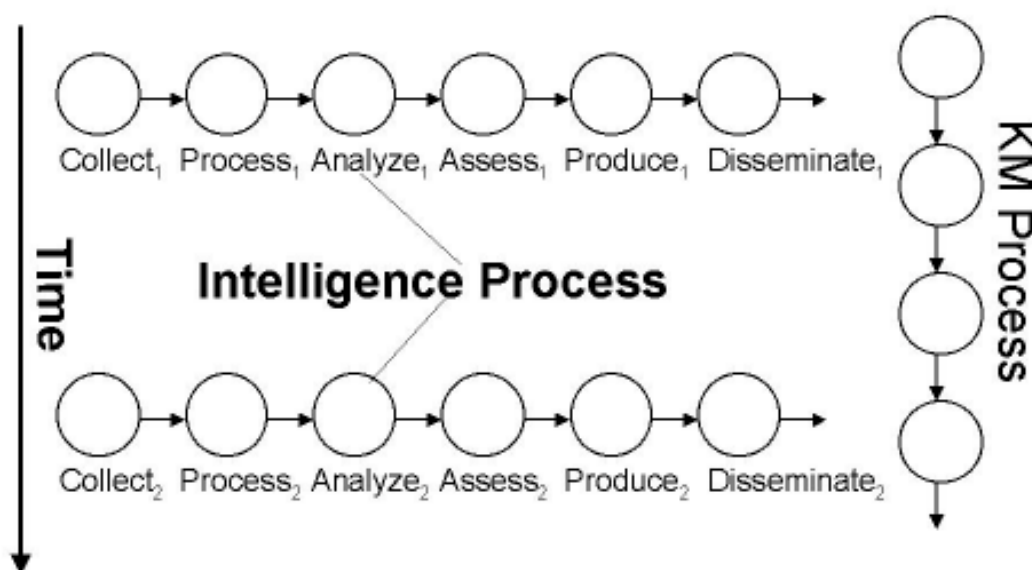 Collect₁ Process₁ Analyze₁ Assess₁ Produce₁ Disseminate₁
Time
Intelligence Process
KM Process
Collect₂ Process₂ Analyze₂ Assess₂ Produce₂ Disseminate₂